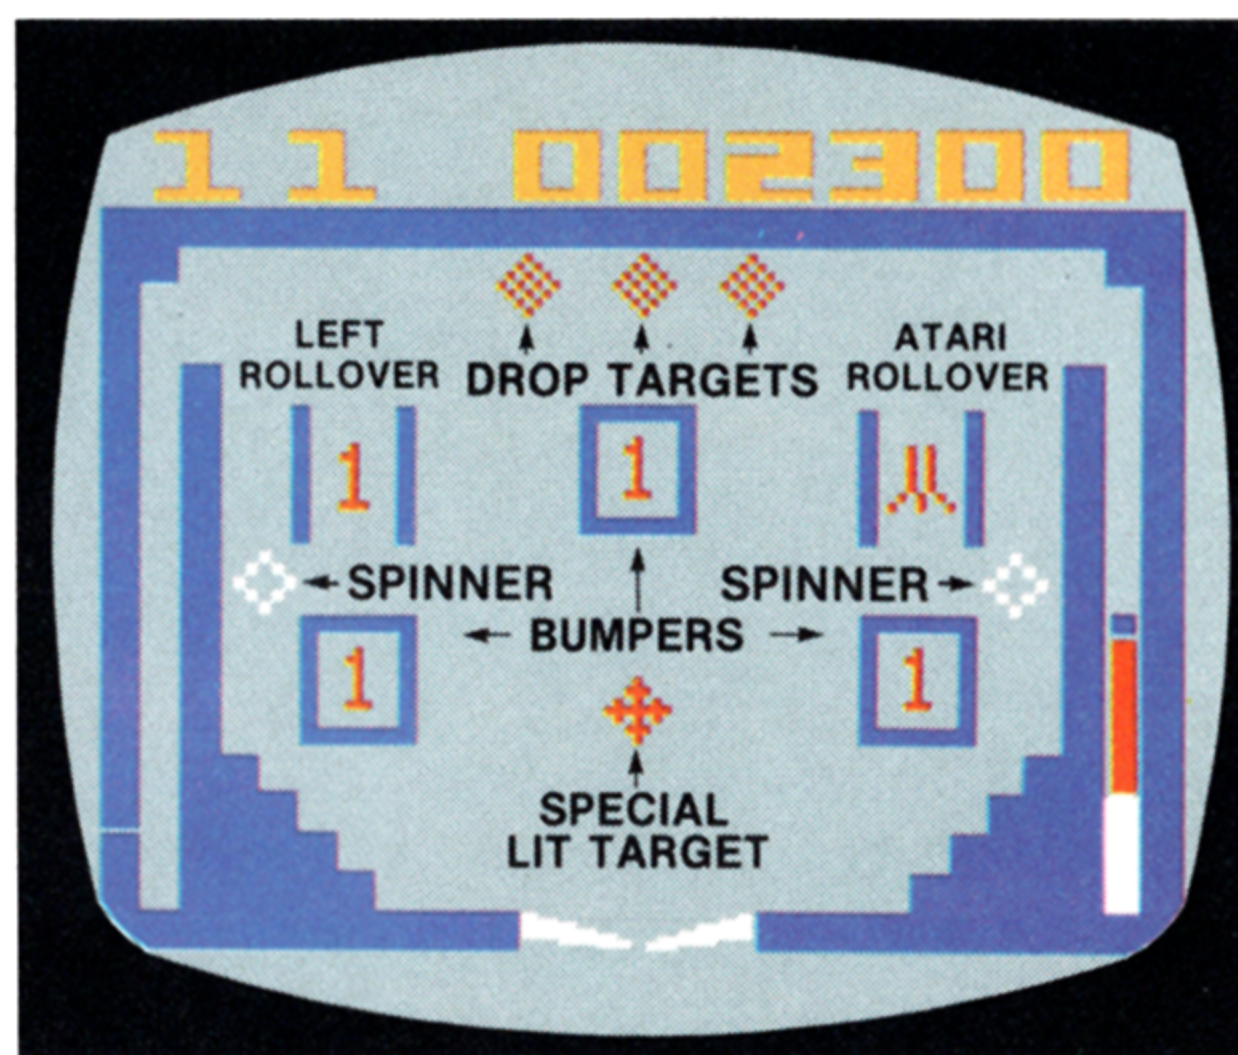 1 1 002300
LEFT
ROLLOVER
DROP TARGETS
ATARI
ROLLOVER
1
1
SPINNER
SPINNER
BUMPERS
1
1
SPECIAL
LIT TARGET